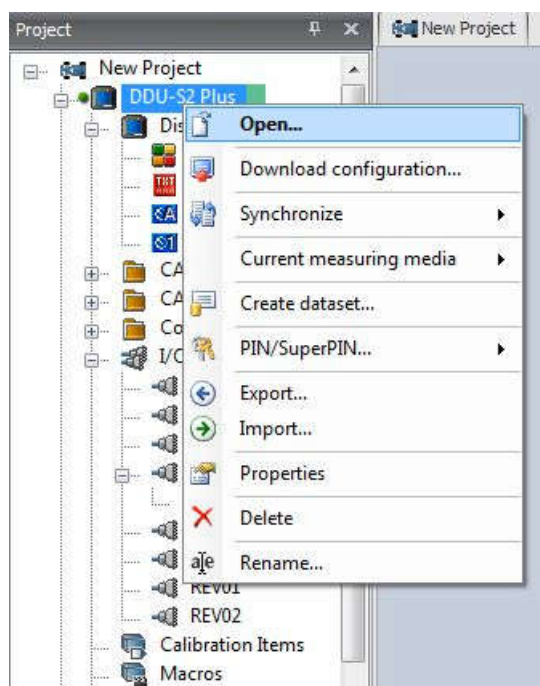 Project
New Project
New Project
DDU-S2 Plus
Dis
TXT
CA
CA
Co
I/O
REV01
REV02
Calibration Items
Macros
Open...
Download configuration...
Synchronize
Current measuring media
Create dataset...
PIN/SuperPIN...
Export...
Import...
Properties
Delete
Rename...